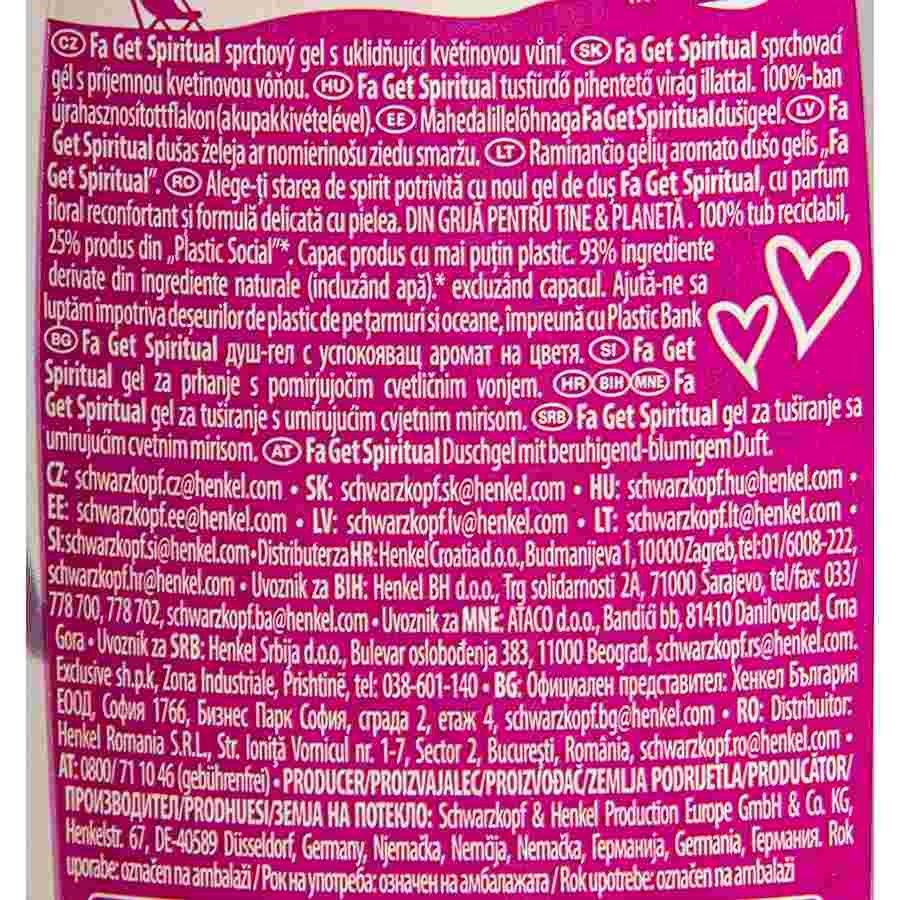 CZ Fa Get Spiritual sprchový gel s uklidňující květinovou vůní. SK Fa Get Spiritual sprchovací
gél s príjemnou kvetinovou vôňou. HU Fa Get Spiritual tusfürdő pihentető virág illattal. 100%-ban
újrahasznosított flakon (a kupak kivételével). EE Maheda lillelõhnaga Fa Get Spiritual dušigeel. LV Fa
Get Spiritual dušas želeja ar nomierinošu ziedu smaržu. LT Raminančio gėlių aromato dušo gelis „Fa
Get Spiritual". RO Alege-ți starea de spirit potrivită cu noul gel de duș Fa Get Spiritual, cu parfum
floral reconfortant și formulă delicată cu pielea. DIN GRIJĂ PENTRU TINE & PLANETĂ. 100% tub reciclabil,
25% produs din „Plastic Social"*. Capac produs cu mai puțin plastic. 93% ingrediente
derivate din ingrediente naturale (incluzând apă).* excluzând capacul. Ajută-ne sa
luptăm impotriva deșeurilor de plastic de pe țarmuri si oceane, împreună cu Plastic Bank
BG Fa Get Spiritual душ-гел с успокояващ аромат на цветя. SI Fa Get
Spiritual gel za prhanje s pomirjujočim cvetličnim vonjem. HR BIH MNE Fa
Get Spiritual gel za tuširanje s umirujućim cvjetnim mirisom. SRB Fa Get Spiritual gel za tuširanje sa
umirujućim cvetnim mirisom. AT Fa Get Spiritual Duschgel mit beruhigend-blumigem Duft.
CZ: schwarzkopf.cz@henkel.com • SK: schwarzkopf.sk@henkel.com • HU: schwarzkopf.hu@henkel.com •
EE: schwarzkopf.ee@henkel.com • LV: schwarzkopf.lv@henkel.com • LT: schwarzkopf.lt@henkel.com •
SI: schwarzkopf.si@henkel.com • Distributer za HR: Henkel Croatia d.o.o., Budmanijeva 1, 10000 Zagreb, tel: 01/6008-222,
schwarzkopf.hr@henkel.com • Uvoznik za BIH: Henkel BH d.o.o., Trg solidarnosti 2A, 71000 Sarajevo, tel/fax: 033/
778 700, 778 702, schwarzkopf.ba@henkel.com • Uvoznik za MNE: ATACO d.o.o., Bandići bb, 81410 Danilovgrad, Crna
Gora • Uvoznik za SRB: Henkel Srbija d.o.o., Bulevar oslobođenja 383, 11000 Beograd, schwarzkopf.rs@henkel.com.
Exclusive sh.p.k, Zona Industriale, Prishtinë, tel: 038-601-140 • BG: Официален представител: Хенкел България
ЕООД, София 1766, Бизнес Парк София, сграда 2, етаж 4, schwarzkopf.bg@henkel.com • RO: Distribuitor:
Henkel Romania S.R.L., Str. Ioniță Vornicul nr. 1-7, Sector 2, București, România, schwarzkopf.ro@henkel.com •
AT: 0800/ 71 10 46 (gebührenfrei) • PRODUCER/PROIZVAJALEC/PROIZVOĐAČ/ZEMLJA PODRIJETLA/PRODUCĂTOR/
ПРОИЗВОДИТЕЛ/PRODHUESI/ЗЕМЈА НА ПОТЕКЛО: Schwarzkopf & Henkel Production Europe GmbH & Co. KG,
Henkelstr. 67, DE-40589 Düsseldorf, Germany, Njemačka, Nemčija, Nemačka, Германија, Germania, Германия. Rok
uporabe: označen na ambalaži / Рок на употреба: означен на амбалажата / Rok upotrebe: označen na ambalaži